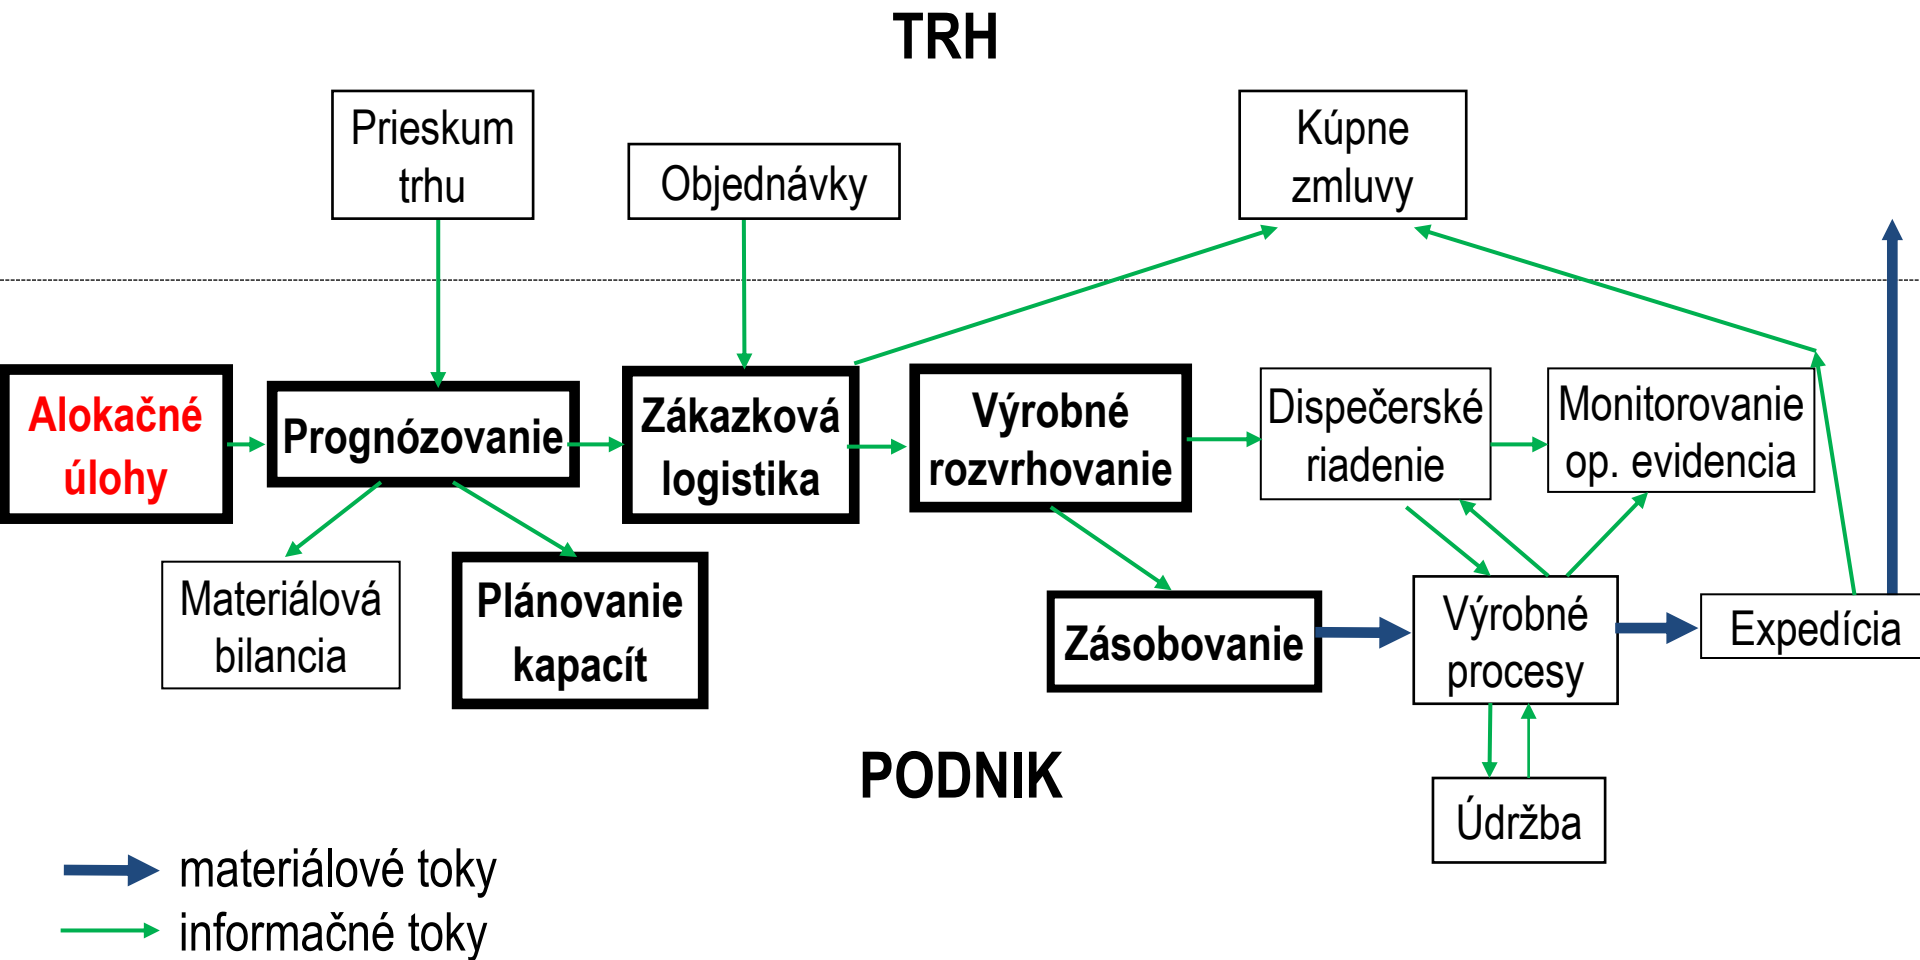 TRH
Prieskum
trhu
Objednávky
Kúpne
zmluvy
Alokačné
úlohy
Prognózovanie
Zákazková
logistika
Výrobné
rozvrhovanie
Dispečerské
riadenie
Monitorovanie
op. evidencia
Materiálová
bilancia
Plánovanie
kapacít
Zásobovanie
Výrobné
procesy
Expedícia
PODNIK
Údržba
materiálové toky
informačné toky